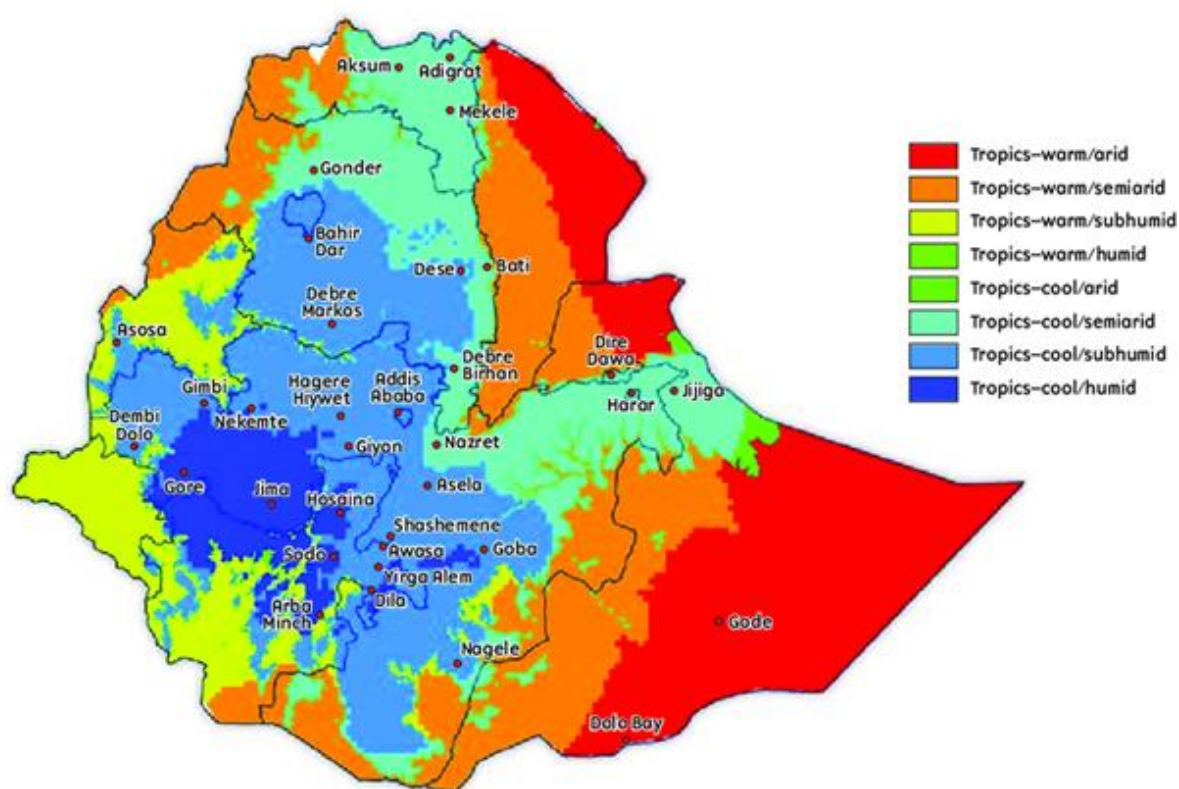 Aksum
Adigrat
Mekele
Gonder
Bahir
Dar
Dese
Bati
Debre
Markos
Asosa
Debre
Birhan
Dire
Dawa
Gimbi
Hagere
Hiywet
Addis
Ababa
Harar
Jijiga
Nekemte
Dembi
Dolo
Giyon
Nazret
Gore
Jima
Hosaina
Asela
Shashemene
Awasa
Goba
Sodo
Yirga Alem
Dila
Arba
Minch
Gode
Nagele
Dolo Bay
Tropics-warm/arid
Tropics-warm/semiarid
Tropics-warm/subhumid
Tropics-warm/humid
Tropics-cool/arid
Tropics-cool/semiarid
Tropics-cool/subhumid
Tropics-cool/humid